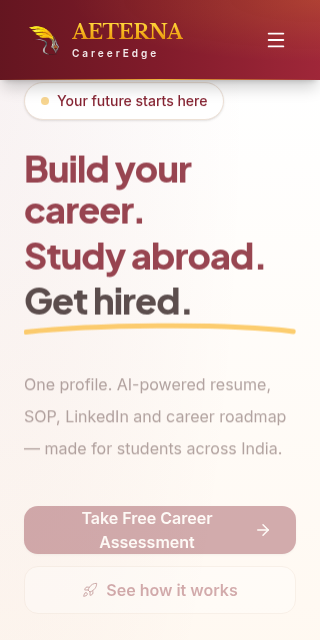 AETERNA
CareerEdge
Your future starts here
Build your
career.
Study abroad.
Get hired.
One profile. AI-powered resume,
SOP, LinkedIn and career roadmap
— made for students across India.
Take Free Career
Assessment
See how it works